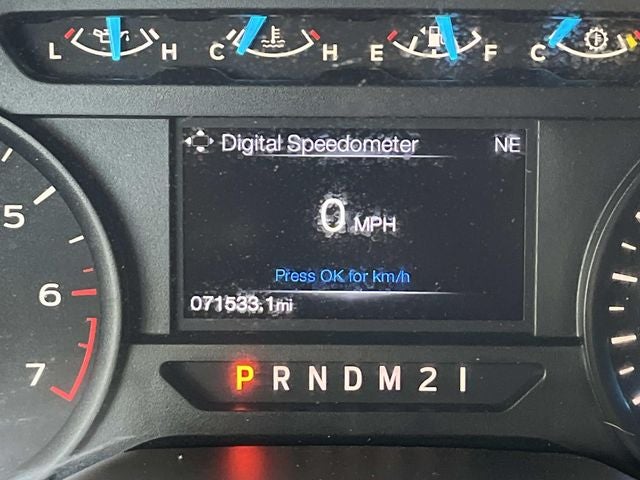 L H C H E F C
Digital Speedometer NE
5
0 MPH
6
Press OK for km/h
071533.1mi
7
P R N D M 2 1